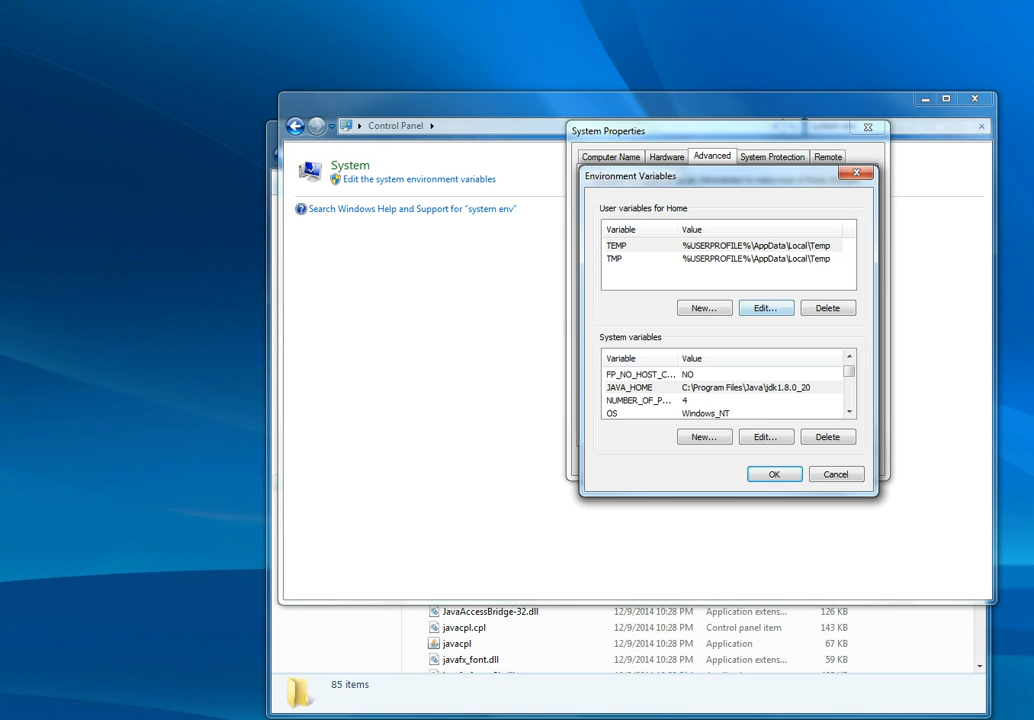 Control Panel
System
Edit the system environment variables
Search Windows Help and Support for "system env"
System Properties
Computer Name Hardware Advanced System Protection Remote
Environment Variables
User variables for Home
Variable Value
TEMP %USERPROFILE%\AppData\Local\Temp
TMP %USERPROFILE%\AppData\Local\Temp
New... Edit... Delete
System variables
Variable Value
FP_NO_HOST_C... NO
JAVA_HOME C:\Program Files\Java\jdk1.8.0_20
NUMBER_OF_P... 4
OS Windows_NT
New... Edit... Delete
OK Cancel
JavaAccessBridge-32.dll 12/9/2014 10:28 PM Application extens... 126 KB
javacpl.cpl 12/9/2014 10:28 PM Control panel item 143 KB
javacpl 12/9/2014 10:28 PM Application 67 KB
javafx_font.dll 12/9/2014 10:28 PM Application extens... 59 KB
85 items